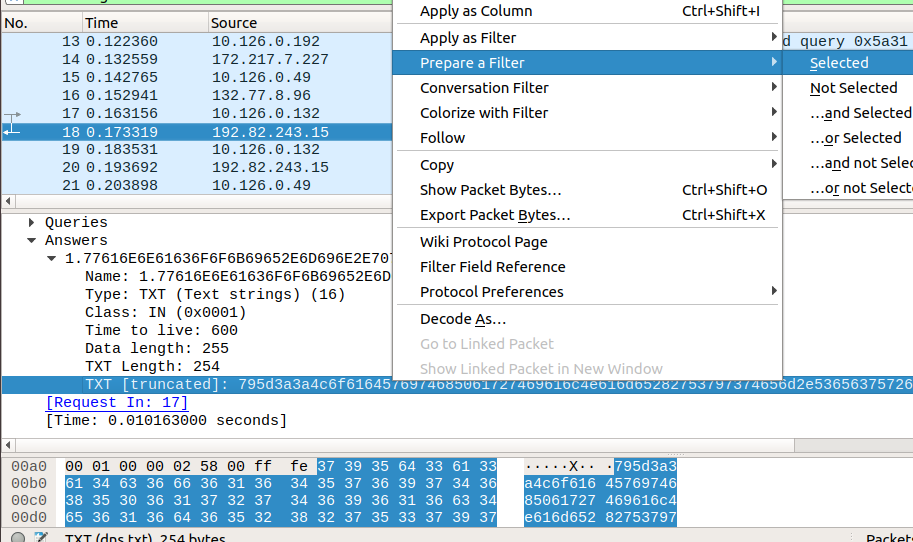 No. Time Source
13 0.122360 10.126.0.192
14 0.132559 172.217.7.227
15 0.142765 10.126.0.49
16 0.152941 132.77.8.96
17 0.163156 10.126.0.132
18 0.173319 192.82.243.15
19 0.183531 10.126.0.132
20 0.193692 192.82.243.15
21 0.203898 10.126.0.49
Apply as Column Ctrl+Shift+I
Apply as Filter
Prepare a Filter
Conversation Filter
Colorize with Filter
Follow
Copy
Show Packet Bytes… Ctrl+Shift+O
Export Packet Bytes… Ctrl+Shift+X
Wiki Protocol Page
Filter Field Reference
Protocol Preferences
Decode As…
Go to Linked Packet
Show Linked Packet in New Window
d query 0x5a31
Selected
Not Selected
…and Selected
…or Selected
…and not Selec
…or not Selec
Queries
Answers
1.77616E6E61636F6F6B69652E6D696E2E707
Name: 1.77616E6E61636F6F6B69652E6D
Type: TXT (Text strings) (16)
Class: IN (0x0001)
Time to live: 600
Data length: 255
TXT Length: 254
TXT [truncated]:
[Request In: 17]
[Time: 0.010163000 seconds]
00a0 00 01 00 00 02 58 00 ff fe 37 39 35 64 33 61 33 ·····X·· ·795d3a3
00b0 61 34 63 36 66 36 31 36 34 35 37 36 39 37 34 36 a4c6f616 45769746
00c0 38 35 30 36 31 37 32 37 34 36 39 36 31 36 63 34 85061727 469616c4
00d0 65 36 31 36 64 36 35 32 38 32 37 35 33 37 39 37 e616d652 82753797
TXT (dns.txt), 254 bytes Packets